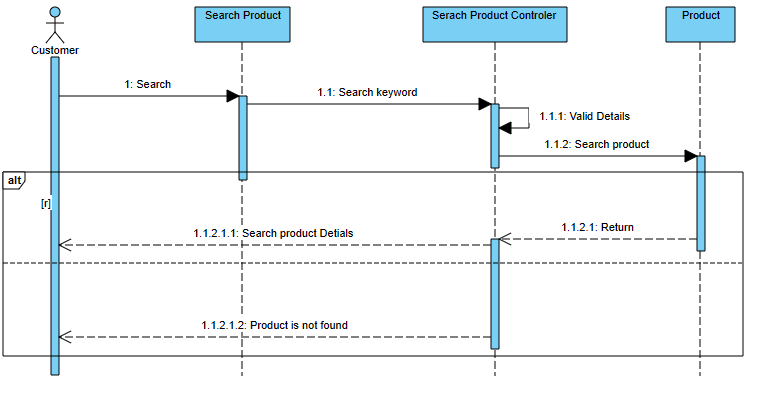 Search Product
Serach Product Controler
Product
Customer
1: Search
1.1: Search keyword
1.1.1: Valid Details
1.1.2: Search product
alt
[r]
1.1.2.1: Return
1.1.2.1.1: Search product Detials
1.1.2.1.2: Product is not found